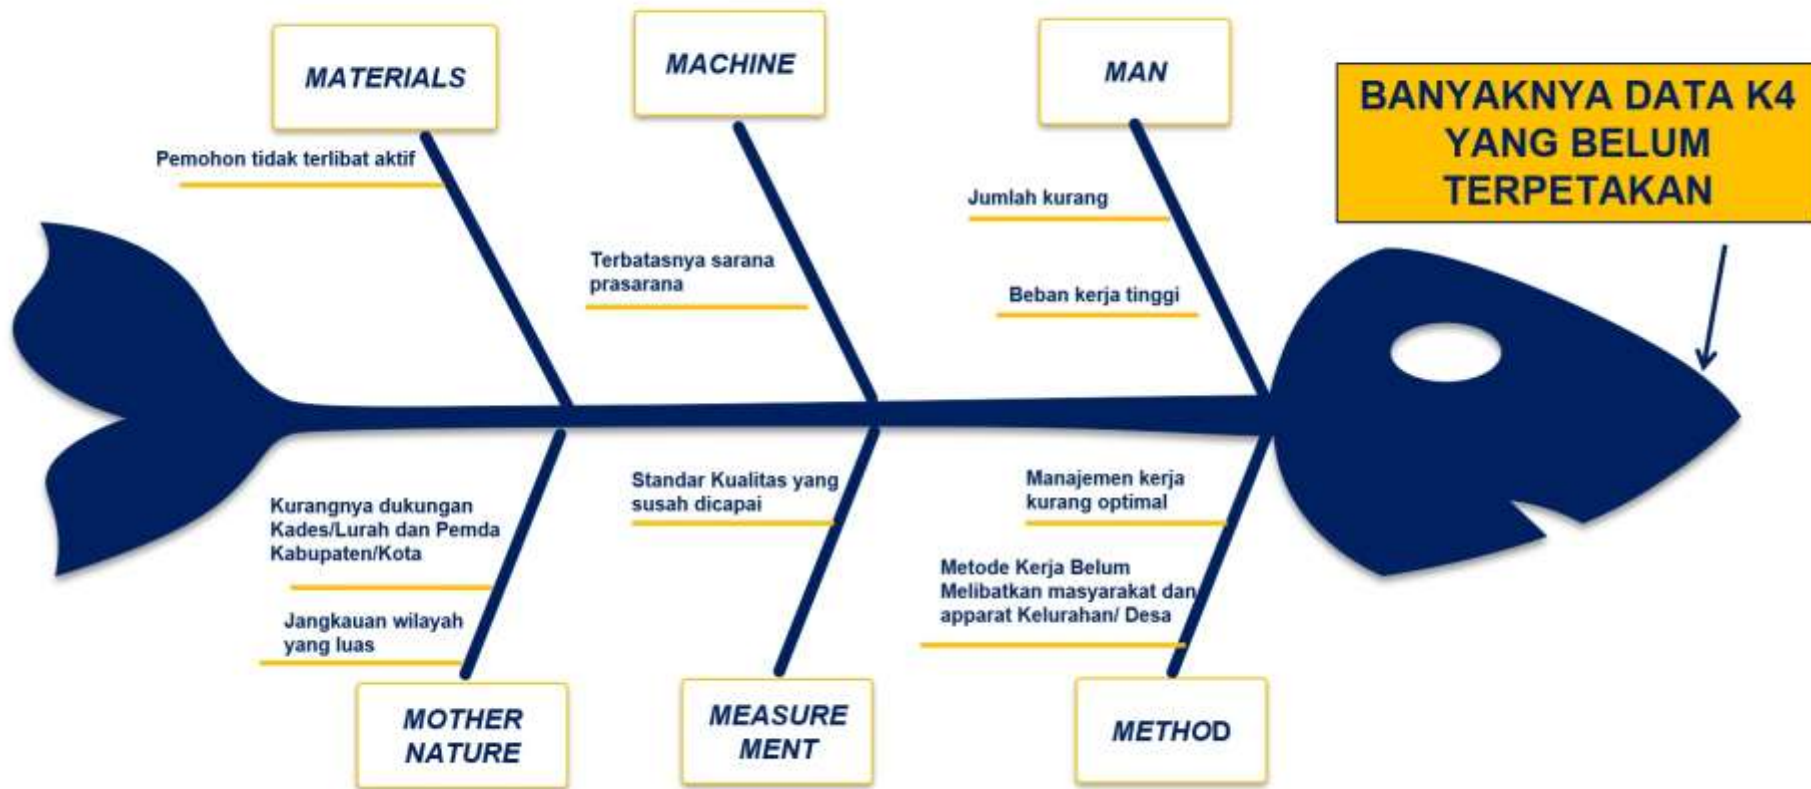 MATERIALS
MACHINE
MAN
BANYAKNYA DATA K4
YANG BELUM
TERPETAKAN
Pemohon tidak terlibat aktif
Terbatasnya sarana
prasarana
Jumlah kurang
Beban kerja tinggi
Kurangnya dukungan
Kades/Lurah dan Pemda
Kabupaten/Kota
Jangkauan wilayah
yang luas
Standar Kualitas yang
susah dicapai
Manajemen kerja
kurang optimal
Metode Kerja Belum
Melibatkan masyarakat dan
apparat Kelurahan/ Desa
MOTHER
NATURE
MEASURE
MENT
METHOD